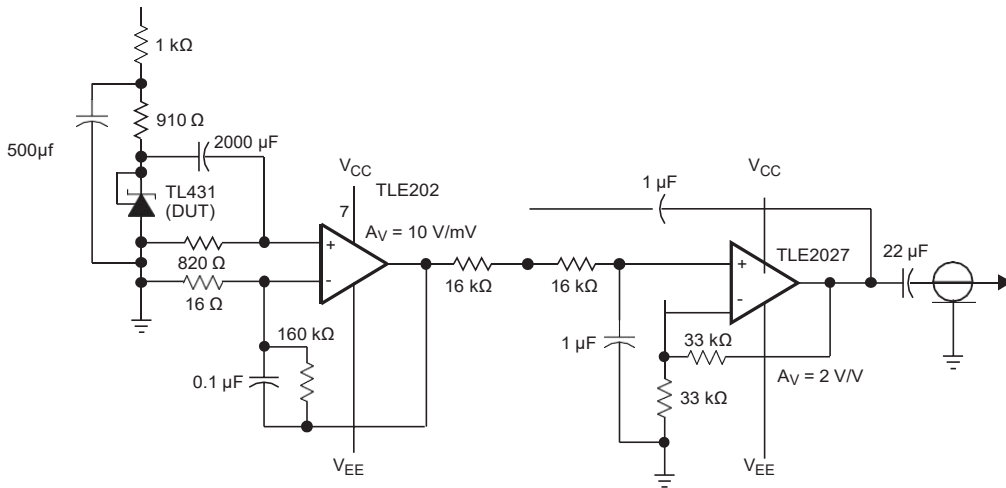 1 kΩ
910 Ω
2000 µF
500µf
TL431
(DUT)
820 Ω
16 Ω
160 kΩ
0.1 µF
VCC
7
TLE202
AV = 10 V/mV
+
-
VEE
16 kΩ
16 kΩ
1 µF
1 µF
VCC
TLE2027
+
-
22 µF
33 kΩ
AV = 2 V/V
33 kΩ
VEE